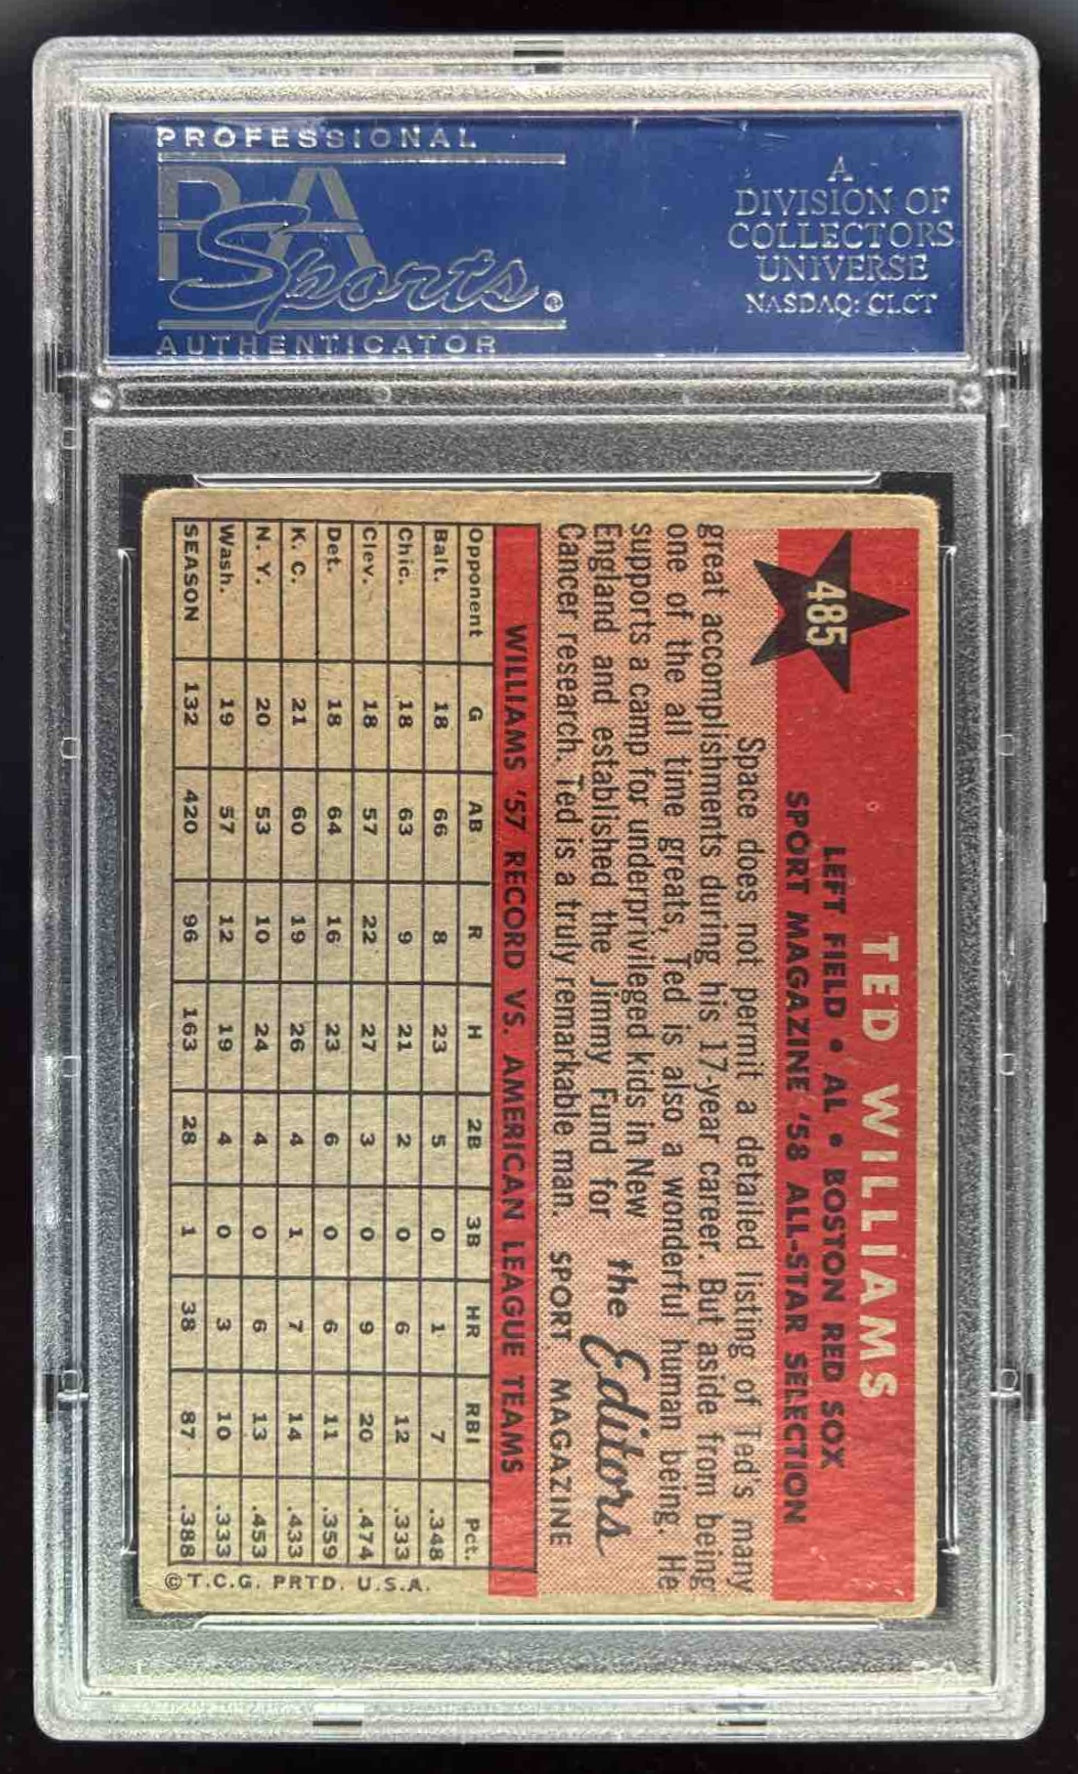 PROFESSIONAL
PSA
Sports®
AUTHENTICATOR
A
DIVISION OF
COLLECTORS
UNIVERSE
NASDAQ: CLCT
485
TED WILLIAMS
LEFT FIELD • AL • BOSTON RED SOX
SPORT MAGAZINE '58 ALL-STAR SELECTION
Space does not permit a detailed listing of Ted's many
great accomplishments during his 17-year career. But aside from being
one of the all time greats, Ted is also a wonderful human being. He
supports a camp for underprivileged kids in New
England and established the Jimmy Fund for
Cancer research. Ted is a truly remarkable man.
the Editors
SPORT MAGAZINE
WILLIAMS '57 RECORD VS. AMERICAN LEAGUE TEAMS
Opponent G AB R H 2B 3B HR RBI Pct.
Balt. 18 66 8 23 5 0 1 7 .348
Chic. 18 63 9 21 2 0 6 12 .333
Clev. 18 57 22 27 3 0 9 20 .474
Det. 18 64 16 23 6 0 6 11 .359
K. C. 21 60 19 26 4 1 7 14 .433
N. Y. 20 53 10 24 4 0 6 13 .453
Wash. 19 57 12 19 4 0 3 10 .333
SEASON 132 420 96 163 28 1 38 87 .388
© T.C.G. PRTD. U.S.A.